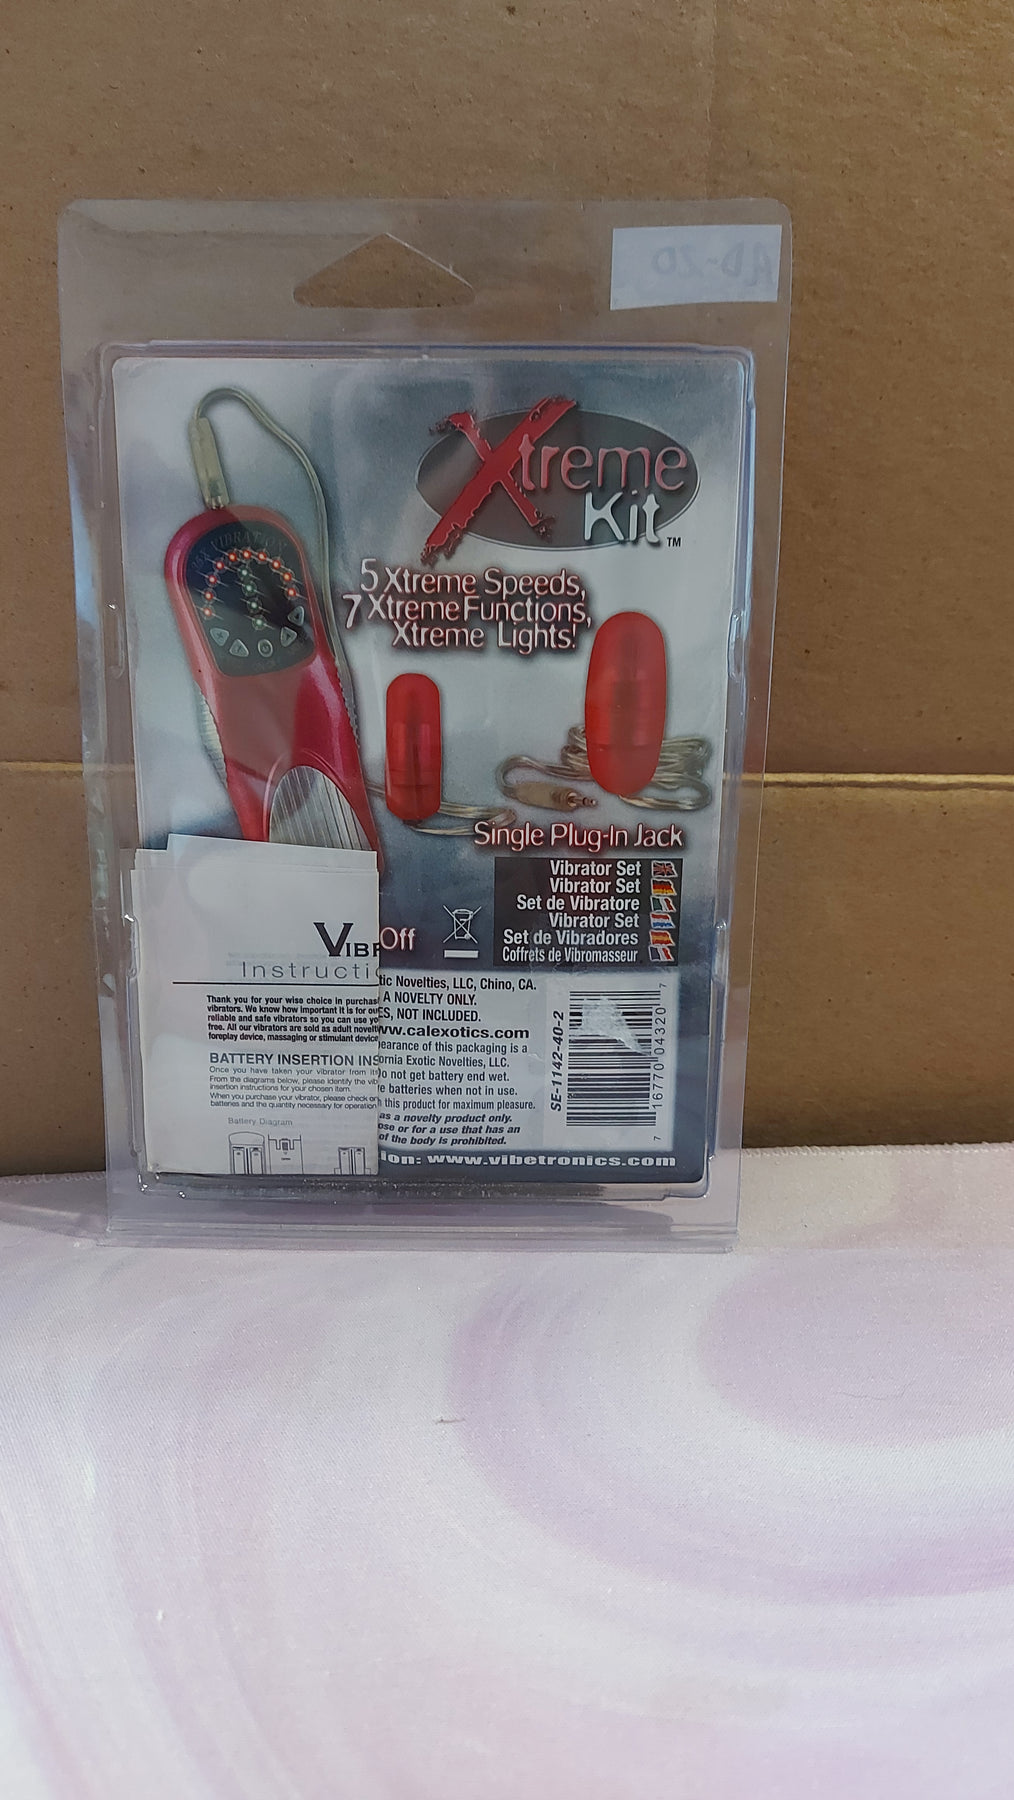 AD-20
Xtreme
Kit™
5 Xtreme Speeds,
7 Xtreme Functions,
Xtreme Lights!
Single Plug-In Jack
Vibrator Set
Vibrator Set
Set de Vibratore
Vibrator Set
Set de Vibradores
Coffrets de Vibromasseur
Off
tic Novelties, LLC, Chino, CA.
A NOVELTY ONLY.
ES, NOT INCLUDED.
ww.calexotics.com
earance of this packaging is a
ornia Exotic Novelties, LLC.
Do not get battery end wet.
e batteries when not in use.
this product for maximum pleasure.
as a novelty product only.
ose or for a use that has an
of the body is prohibited.
ion: www.vibetronics.com
SE-1142-40-2
7 16770 04320 7
VIBR
Instructi
Thank you for your wise choice in purchas
vibrators. We know how important it is for ou
reliable and safe vibrators so you can use yo
free. All our vibrators are sold as adult novelt
foreplay device, massaging or stimulant device
BATTERY INSERTION INS
Once you have taken your vibrator from it
From the diagrams below, please identify the vib
insertion instructions for your chosen item.
When you purchase your vibrator, please check on
batteries and the quantity necessary for operation
Battery Diagram